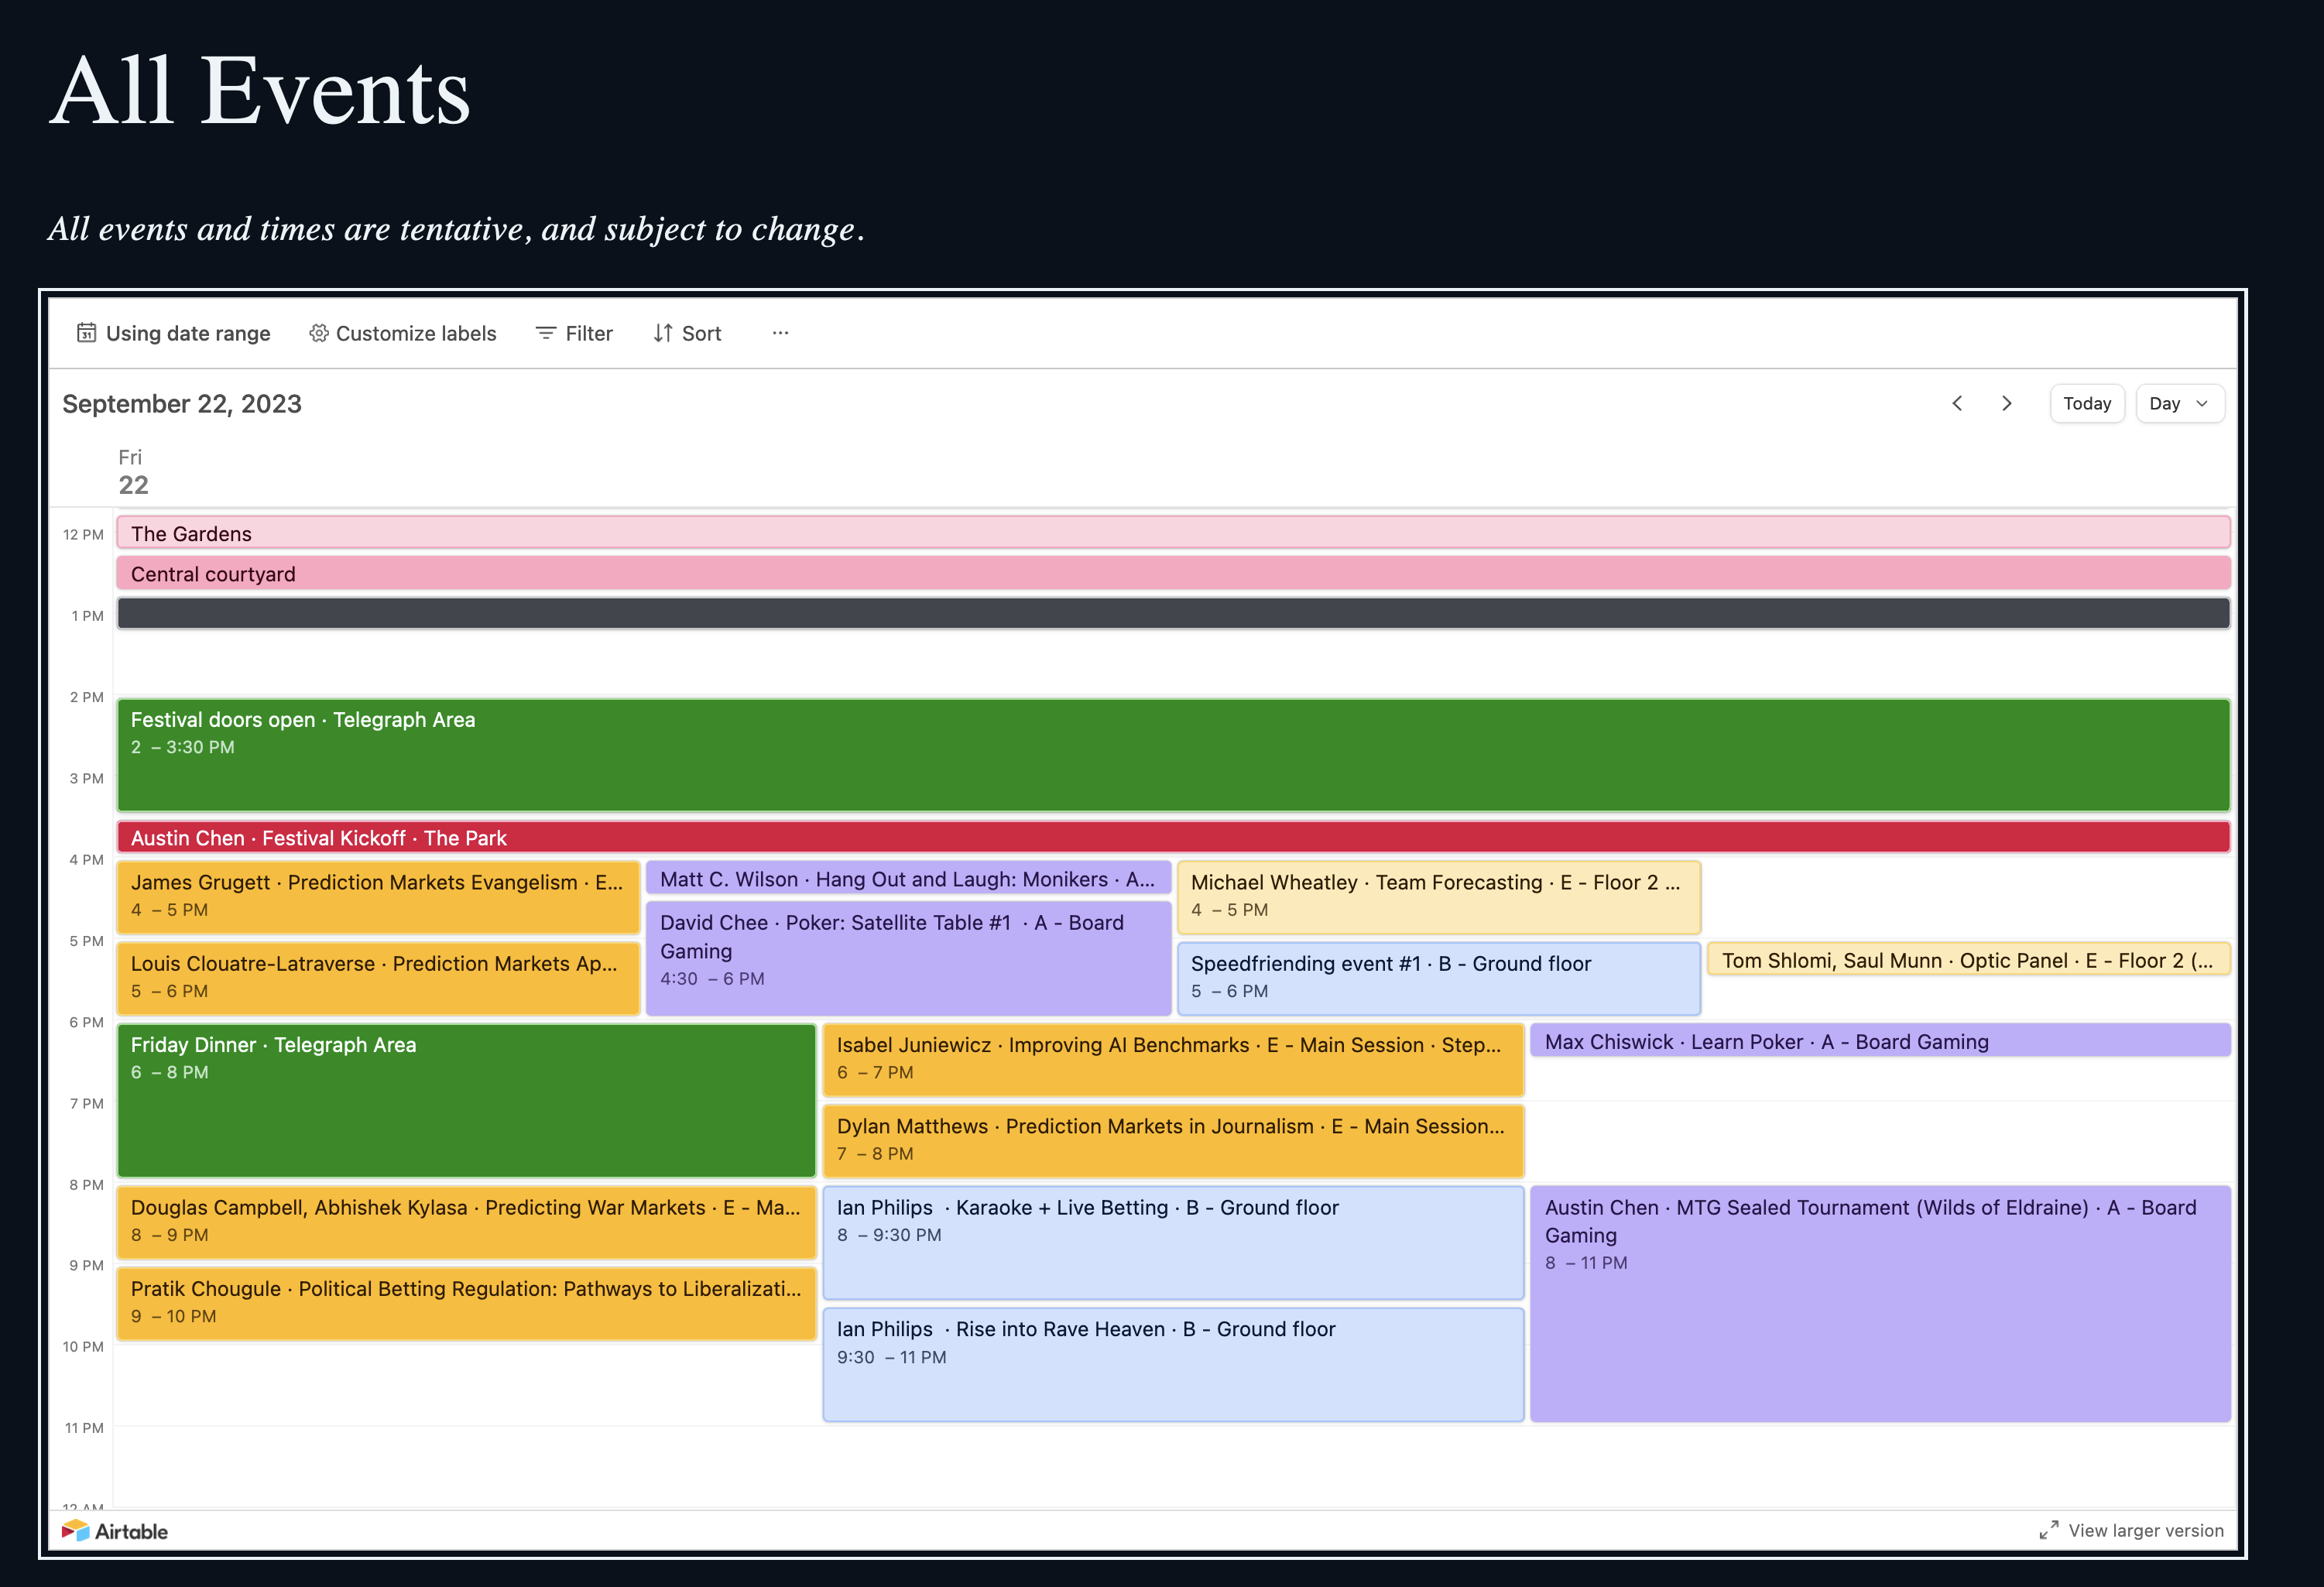 All Events
All events and times are tentative, and subject to change.
Using date range
Customize labels
Filter
Sort
...
September 22, 2023
Today
Day
Fri
22
12 PM
The Gardens
Central courtyard
1 PM
2 PM
Festival doors open · Telegraph Area
2 – 3:30 PM
3 PM
Austin Chen · Festival Kickoff · The Park
4 PM
James Grugett · Prediction Markets Evangelism · E...
4 – 5 PM
Matt C. Wilson · Hang Out and Laugh: Monikers · A...
David Chee · Poker: Satellite Table #1 · A - Board
Gaming
4:30 – 6 PM
Michael Wheatley · Team Forecasting · E - Floor 2 ...
4 – 5 PM
5 PM
Louis Clouatre-Latraverse · Prediction Markets Ap...
5 – 6 PM
Speedfriending event #1 · B - Ground floor
5 – 6 PM
Tom Shlomi, Saul Munn · Optic Panel · E - Floor 2 (...
6 PM
Friday Dinner · Telegraph Area
6 – 8 PM
Isabel Juniewicz · Improving AI Benchmarks · E - Main Session · Step...
6 – 7 PM
Max Chiswick · Learn Poker · A - Board Gaming
7 PM
Dylan Matthews · Prediction Markets in Journalism · E - Main Session...
7 – 8 PM
8 PM
Douglas Campbell, Abhishek Kylasa · Predicting War Markets · E - Ma...
8 – 9 PM
Ian Philips · Karaoke + Live Betting · B - Ground floor
8 – 9:30 PM
Austin Chen · MTG Sealed Tournament (Wilds of Eldraine) · A - Board
Gaming
8 – 11 PM
9 PM
Pratik Chougule · Political Betting Regulation: Pathways to Liberalizati...
9 – 10 PM
Ian Philips · Rise into Rave Heaven · B - Ground floor
9:30 – 11 PM
10 PM
11 PM
12 AM
Airtable
View larger version